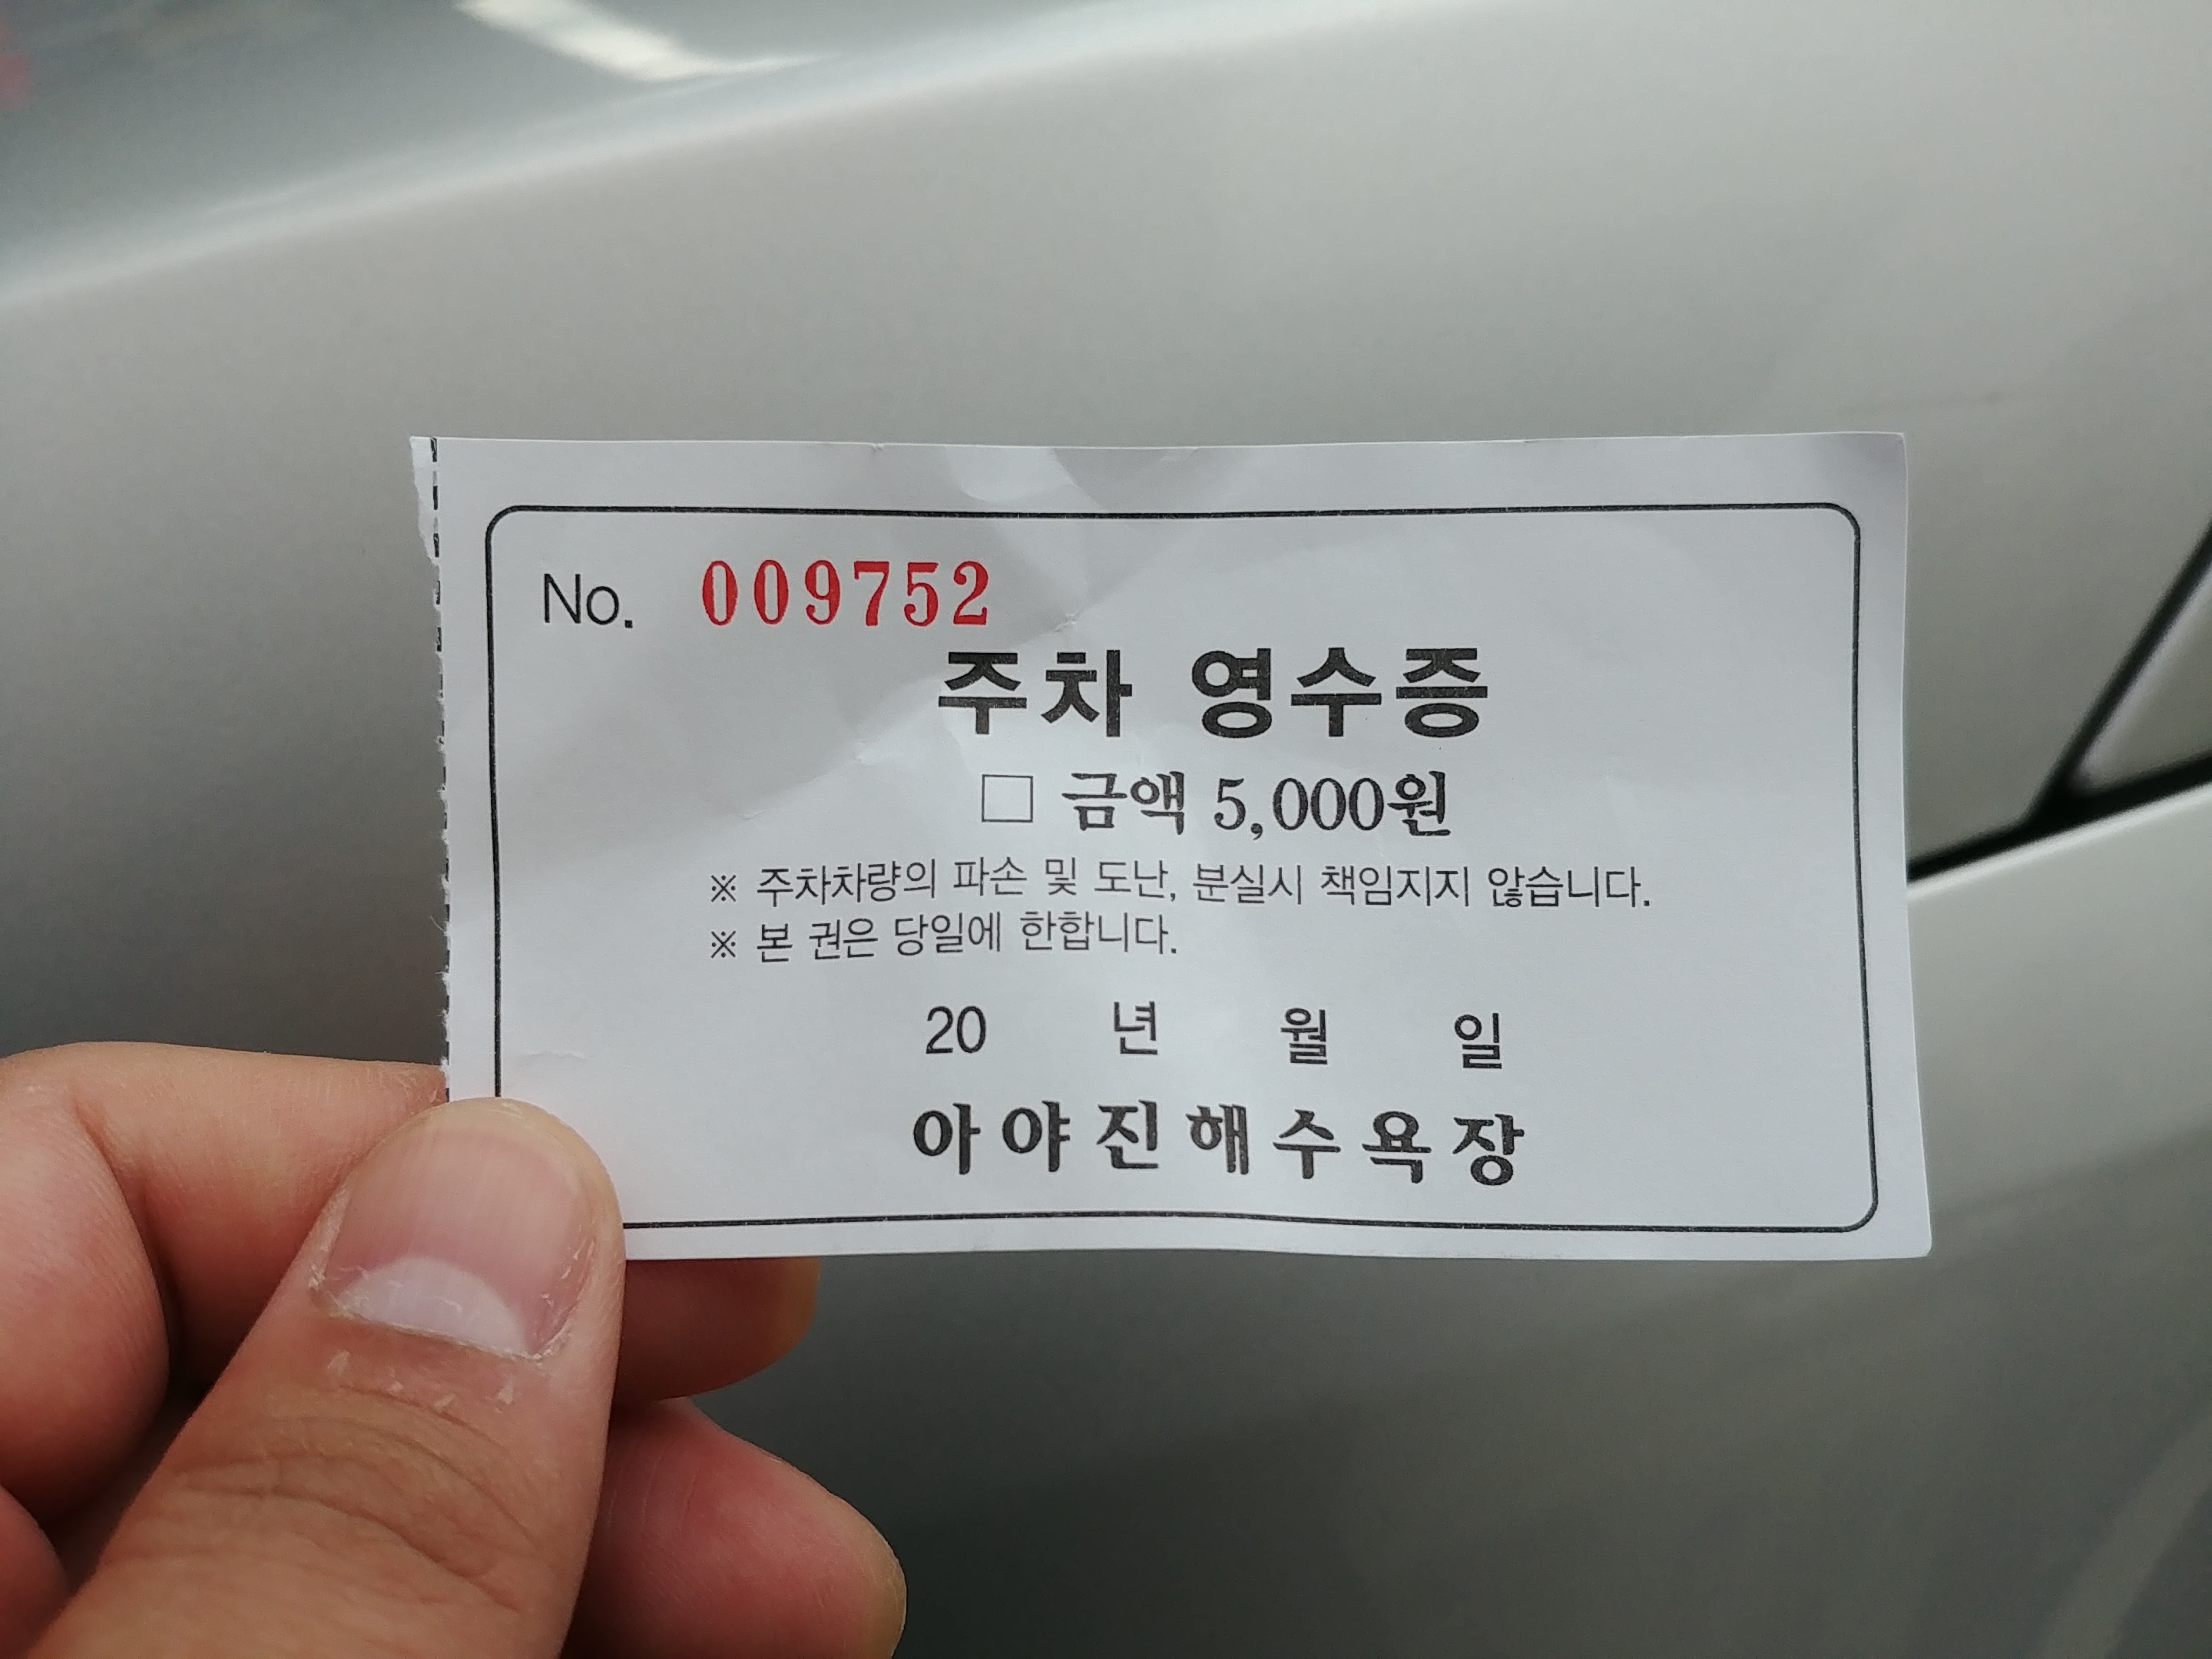 No. 009752
주차 영수증
□ 금액 5,000원
※ 주차차량의 파손 및 도난, 분실시 책임지지 않습니다.
※ 본 권은 당일에 한합니다.
20 년 월 일
아야진해수욕장